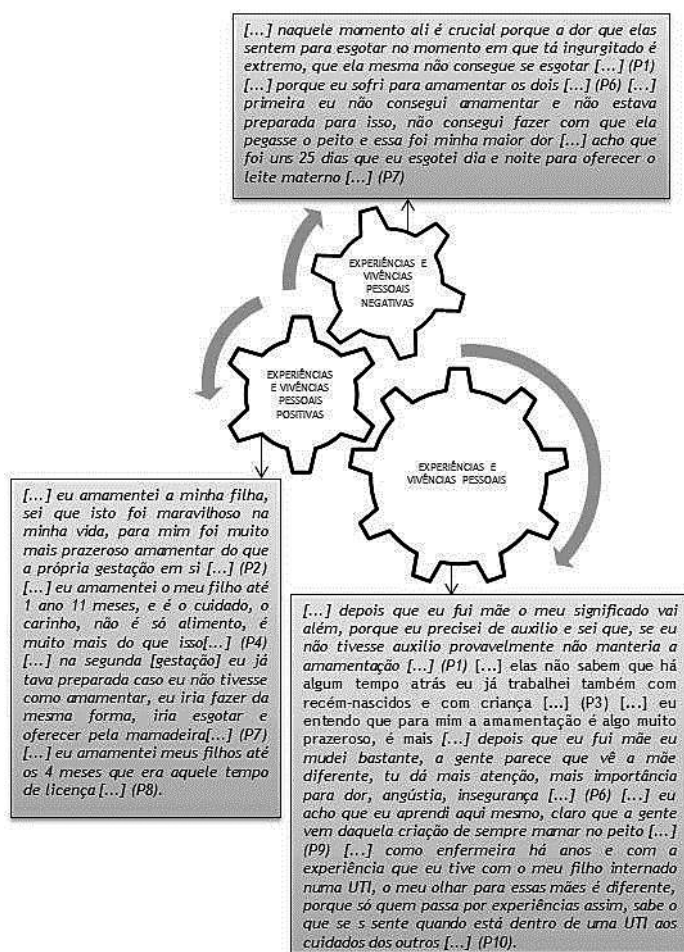 [...] naquele momento ali é crucial porque a dor que elas
sentem para esgotar no momento em que tá ingurgitado é
extremo, que ela mesma não consegue se esgotar [...] (P1)
[...] porque eu sofri para amamentar os dois [...] (P6) [...]
primeira eu não consegui amamentar e não estava
preparada para isso, não consegui fazer com que ela
pegasse o peito e essa foi minha maior dor [...] acho que
foi uns 25 dias que eu esgotei dia e noite para oferecer o
leite materno [...] (P7)
EXPERIÊNCIAS E
VIVÊNCIAS
PESSOAIS
NEGATIVAS
EXPERIÊNCIAS
E VIVÊNCIAS
PESSOAIS
POSITIVAS
EXPERIÊNCIAS E
VIVÊNCIAS PESSOAIS
[...] eu amamentei a minha filha,
sei que isto foi maravilhoso na
minha vida, para mim foi muito
mais prazeroso amamentar do que
a própria gestação em si [...] (P2)
[...] eu amamentei o meu filho até
1 ano 11 meses, e é o cuidado, o
carinho, não é só alimento, é
muito mais do que isso[...] (P4)
[...] na segunda [gestação] eu já
tava preparada caso eu não tivesse
como amamentar, eu iria fazer da
mesma forma, iria esgotar e
oferecer pela mamadeira[...] (P7)
[...] eu amamentei meus filhos até
os 4 meses que era aquele tempo
de licença [...] (P8).
[...] depois que eu fui mãe o meu significado vai
além, porque eu precisei de auxilio e sei que, se eu
não tivesse auxilio provavelmente não manteria a
amamentação [...] (P1) [...] elas não sabem que há
algum tempo atrás eu já trabalhei também com
recém-nascidos e com criança [...] (P3) [...] eu
entendo que para mim a amamentação é algo muito
prazeroso, é mais [...] depois que eu fui mãe eu
mudei bastante, a gente parece que vê a mãe
diferente, tu dá mais atenção, mais importância
para dor, angústia, insegurança [...] (P6) [...] eu
acho que eu aprendi aqui mesmo, claro que a gente
vem daquela criação de sempre mamar no peito [...]
(P9) [...] como enfermeira há anos e com a
experiência que eu tive com o meu filho internado
numa UTI, o meu olhar para essas mães é diferente,
porque só quem passa por experiências assim, sabe o
que se s sente quando está dentro de uma UTI aos
cuidados dos outros [...] (P10).